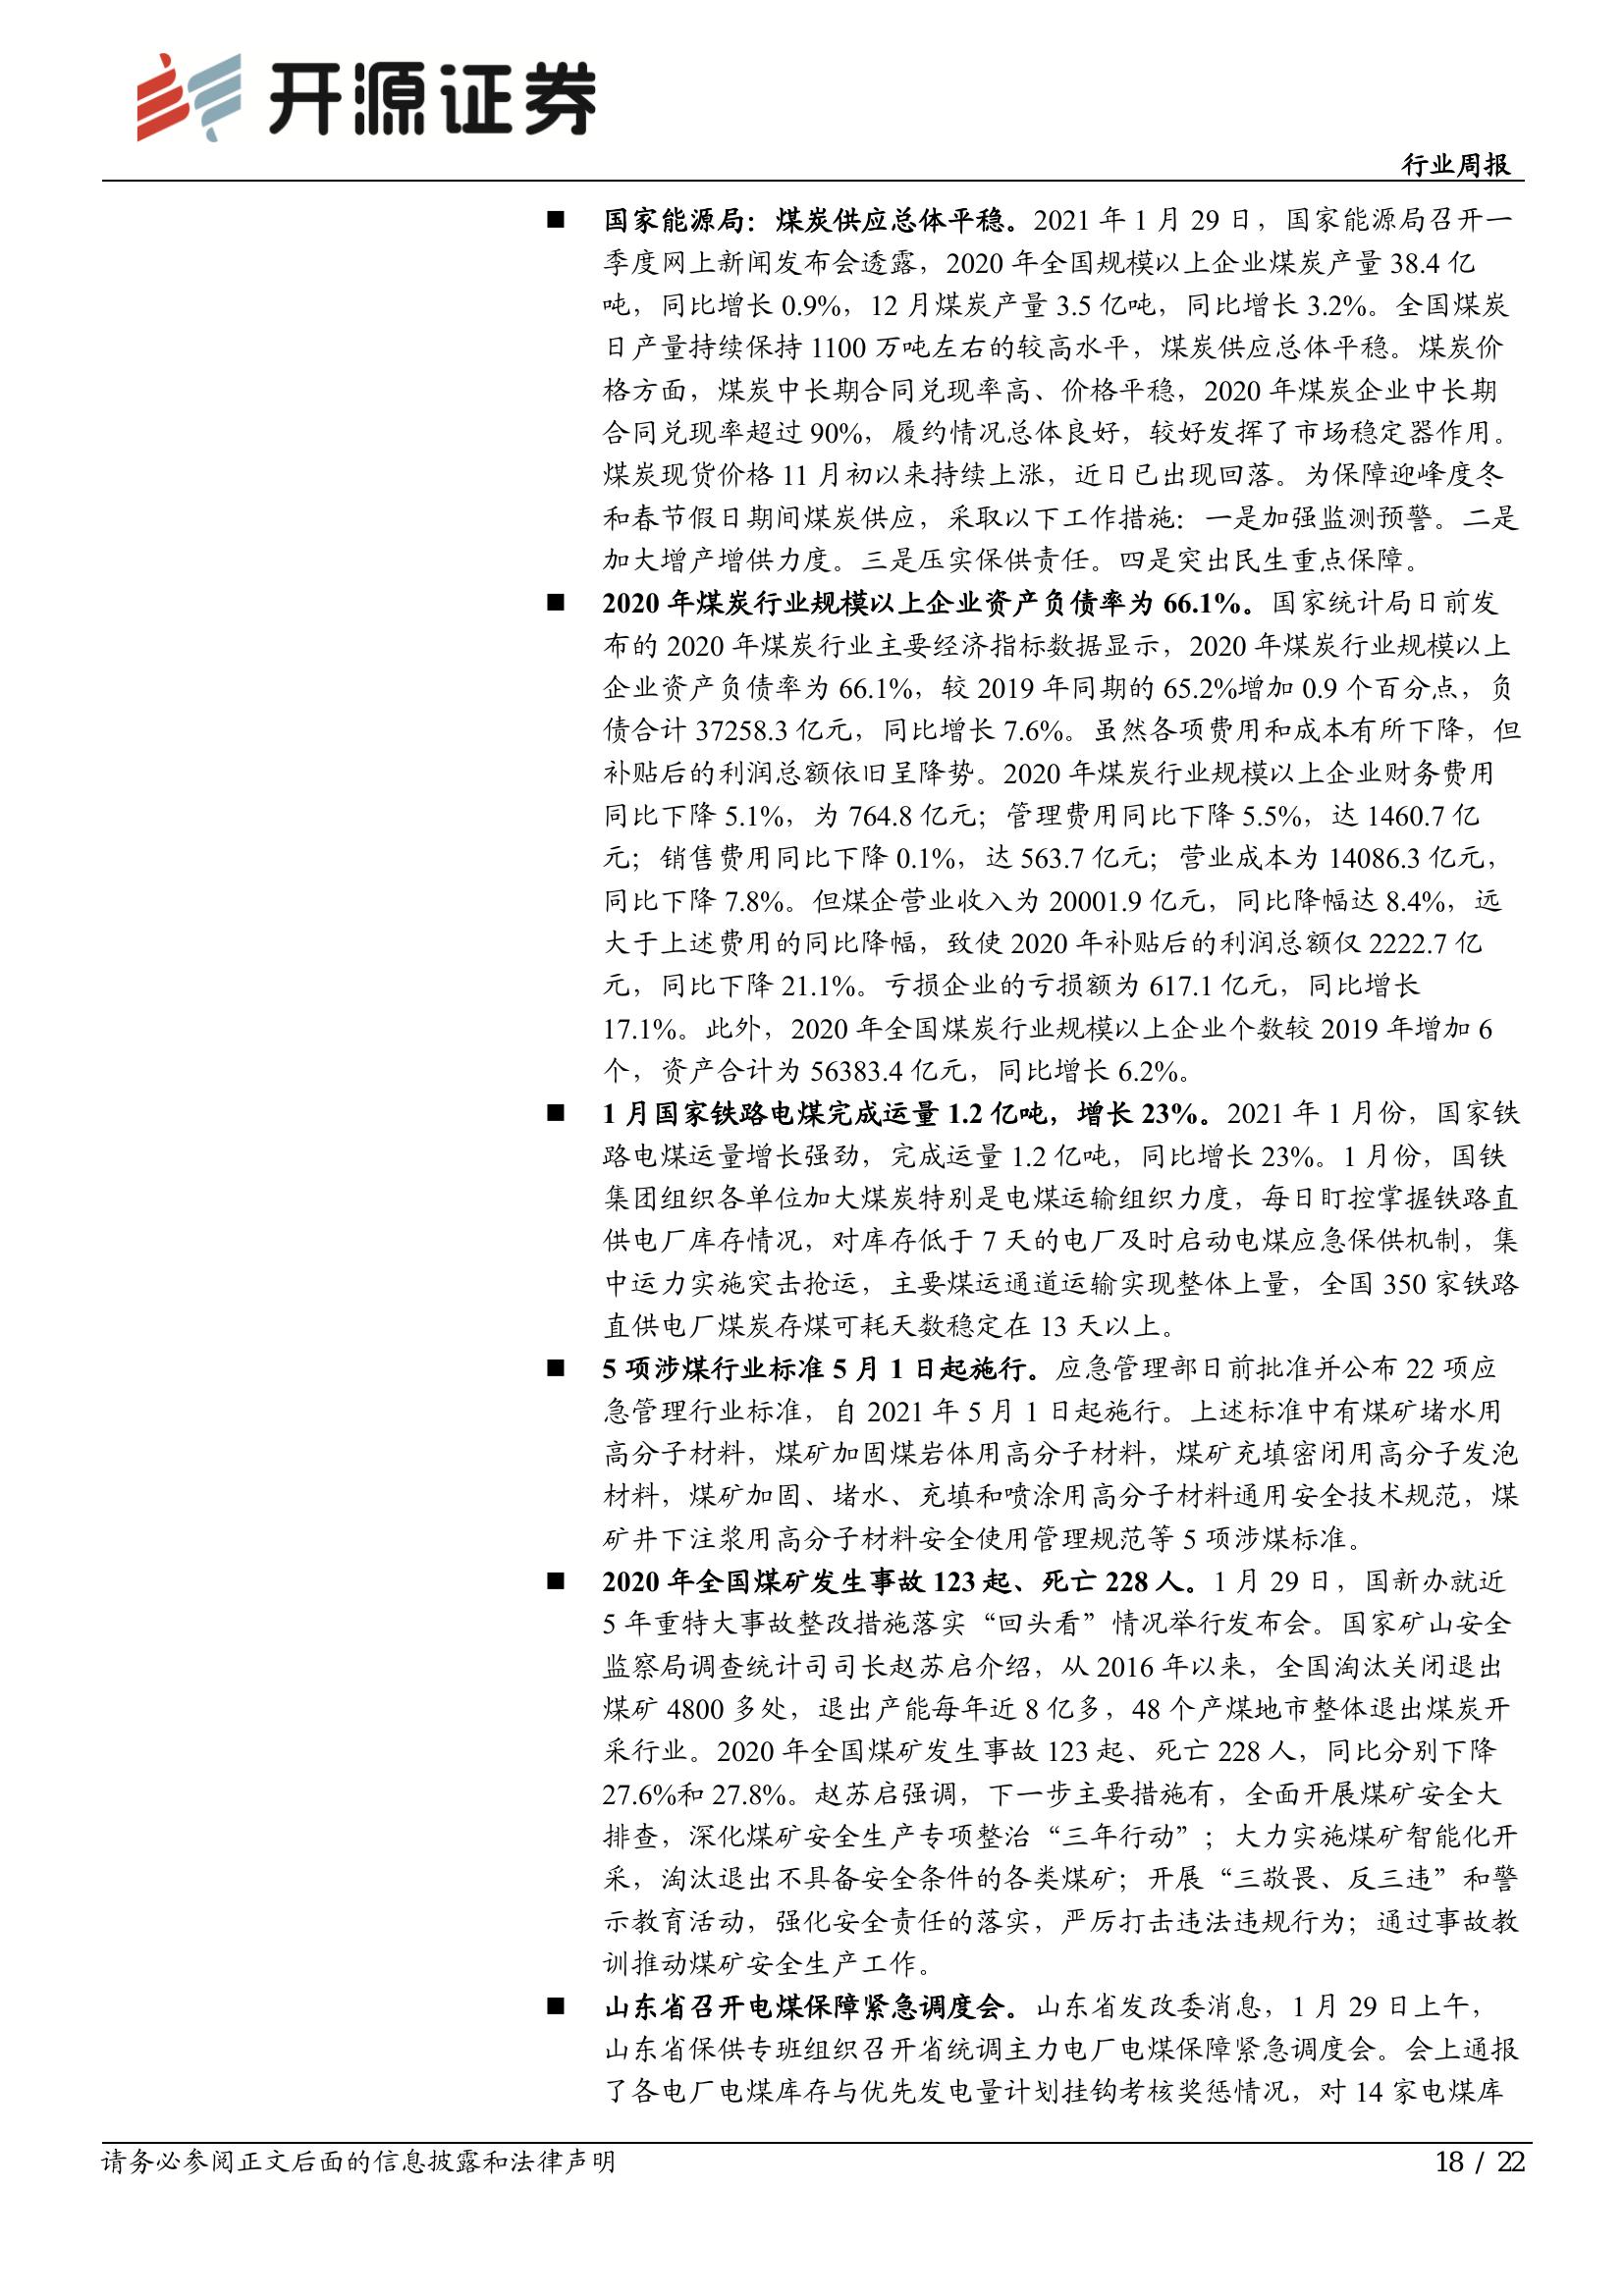 开源证券
行业周报
■ 国家能源局：煤炭供应总体平稳。2021 年 1 月 29 日，国家能源局召开一
季度网上新闻发布会透露，2020 年全国规模以上企业煤炭产量 38.4 亿
吨，同比增长 0.9%，12 月煤炭产量 3.5 亿吨，同比增长 3.2%。全国煤炭
日产量持续保持 1100 万吨左右的较高水平，煤炭供应总体平稳。煤炭价
格方面，煤炭中长期合同兑现率高、价格平稳，2020 年煤炭企业中长期
合同兑现率超过 90%，履约情况总体良好，较好发挥了市场稳定器作用。
煤炭现货价格 11 月初以来持续上涨，近日已出现回落。为保障迎峰度冬
和春节假日期间煤炭供应，采取以下工作措施：一是加强监测预警。二是
加大增产增供力度。三是压实保供责任。四是突出民生重点保障。
■ 2020 年煤炭行业规模以上企业资产负债率为 66.1%。国家统计局日前发
布的 2020 年煤炭行业主要经济指标数据显示，2020 年煤炭行业规模以上
企业资产负债率为 66.1%，较 2019 年同期的 65.2%增加 0.9 个百分点，负
债合计 37258.3 亿元，同比增长 7.6%。虽然各项费用和成本有所下降，但
补贴后的利润总额依旧呈降势。2020 年煤炭行业规模以上企业财务费用
同比下降 5.1%，为 764.8 亿元；管理费用同比下降 5.5%，达 1460.7 亿
元；销售费用同比下降 0.1%，达 563.7 亿元；营业成本为 14086.3 亿元，
同比下降 7.8%。但煤企营业收入为 20001.9 亿元，同比降幅达 8.4%，远
大于上述费用的同比降幅，致使 2020 年补贴后的利润总额仅 2222.7 亿
元，同比下降 21.1%。亏损企业的亏损额为 617.1 亿元，同比增长
17.1%。此外，2020 年全国煤炭行业规模以上企业个数较 2019 年增加 6
个，资产合计为 56383.4 亿元，同比增长 6.2%。
■ 1 月国家铁路电煤完成运量 1.2 亿吨，增长 23%。2021 年 1 月份，国家铁
路电煤运量增长强劲，完成运量 1.2 亿吨，同比增长 23%。1 月份，国铁
集团组织各单位加大煤炭特别是电煤运输组织力度，每日盯控掌握铁路直
供电厂库存情况，对库存低于 7 天的电厂及时启动电煤应急保供机制，集
中运力实施突击抢运，主要煤运通道运输实现整体上量，全国 350 家铁路
直供电厂煤炭存煤可耗天数稳定在 13 天以上。
■ 5 项涉煤行业标准 5 月 1 日起施行。应急管理部日前批准并公布 22 项应
急管理行业标准，自 2021 年 5 月 1 日起施行。上述标准中有煤矿堵水用
高分子材料，煤矿加固煤岩体用高分子材料，煤矿充填密闭用高分子发泡
材料，煤矿加固、堵水、充填和喷涂用高分子材料通用安全技术规范，煤
矿井下注浆用高分子材料安全使用管理规范等 5 项涉煤标准。
■ 2020 年全国煤矿发生事故 123 起、死亡 228 人。1 月 29 日，国新办就近
5 年重特大事故整改措施落实“回头看”情况举行发布会。国家矿山安全
监察局调查统计司司长赵苏启介绍，从 2016 年以来，全国淘汰关闭退出
煤矿 4800 多处，退出产能每年近 8 亿多，48 个产煤地市整体退出煤炭开
采行业。2020 年全国煤矿发生事故 123 起、死亡 228 人，同比分别下降
27.6%和 27.8%。赵苏启强调，下一步主要措施有，全面开展煤矿安全大
排查，深化煤矿安全生产专项整治“三年行动”；大力实施煤矿智能化开
采，淘汰退出不具备安全条件的各类煤矿；开展“三敬畏、反三违”和警
示教育活动，强化安全责任的落实，严厉打击违法违规行为；通过事故教
训推动煤矿安全生产工作。
■ 山东省召开电煤保障紧急调度会。山东省发改委消息，1 月 29 日上午，
山东省保供专班组织召开省统调主力电厂电煤保障紧急调度会。会上通报
了各电厂电煤库存与优先发电量计划挂钩考核奖惩情况，对 14 家电煤库
请务必参阅正文后面的信息披露和法律声明
18 / 22